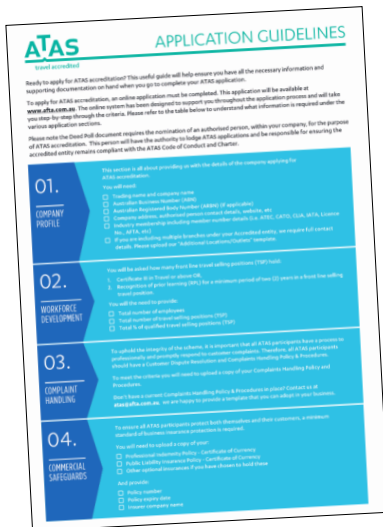 ATAS
travel accredited
APPLICATION GUIDELINES
Ready to apply for ATAS accreditation? This useful guide will help ensure you have all the necessary information and
supporting documentation on hand when you go to complete your ATAS application.
To apply for ATAS accreditation, an online application must be completed. This application will be available at
www.afta.com.au. The online system has been designed to support you throughout the application process and will take
you step-by-step through the criteria. Please refer to the table below to understand what information is required under the
various application sections.
Please note the Deed Poll document requires the nomination of an authorised person, within your company, for the purpose
of ATAS accreditation. This person will have the authority to lodge ATAS applications and be responsible for ensuring the
accredited entity remains compliant with the ATAS Code of Conduct and Charter.
01.
COMPANY
PROFILE
This section is all about providing us with the details of the company applying for
ATAS accreditation.
You will need:
Trading name and company name
Australian Business Number (ABN)
Australian Registered Body Number (ARBN) (if applicable)
Company address, authorised person contact details, website, etc
Industry membership including member number details (i.e. ATEC, CATO, CLIA, IATA, Licence
No., AFTA, etc)
If you are including multiple branches under your Accredited entity, we require full contact
details. Please upload our "Additional Locations/Outlets" template.
02.
WORKFORCE
DEVELOPMENT
You will be asked how many front line travel selling positions (TSP) hold:
1. Certificate III in Travel or above OR,
2. Recognition of prior learning (RPL) for a minimum period of two (2) years in a front line selling
travel position.
You will the need to provide:
Total number of employees
Total number of travel selling positions (TSP)
Total % of qualified travel selling positions (TSP)
03.
COMPLAINT
HANDLING
To uphold the integrity of the scheme, it is important that all ATAS participants have a process to
professionally and promptly respond to customer complaints. Therefore, all ATAS participants
should have a Customer Dispute Resolution and Complaints Handling Policy & Procedures.
To meet the criteria you will need to upload a copy of your Complaints Handling Policy and
Procedures.
Don't have a current Complaints Handling Policy & Procedures in place? Contact us at
atas@afta.com.au, we are happy to provide a template that you can adopt in your business.
04.
COMMERCIAL
SAFEGUARDS
To ensure all ATAS participants protect both themselves and their customers, a minimum
standard of business insurance protection is required.
You will need to upload a copy of your:
Professional Indemnity Policy - Certificate of Currency
Public Liability Insurance Policy - Certificate of Currency
Other optional insurances if you have chosen to hold these
And provide:
Policy number
Policy expiry date
Insurer company name